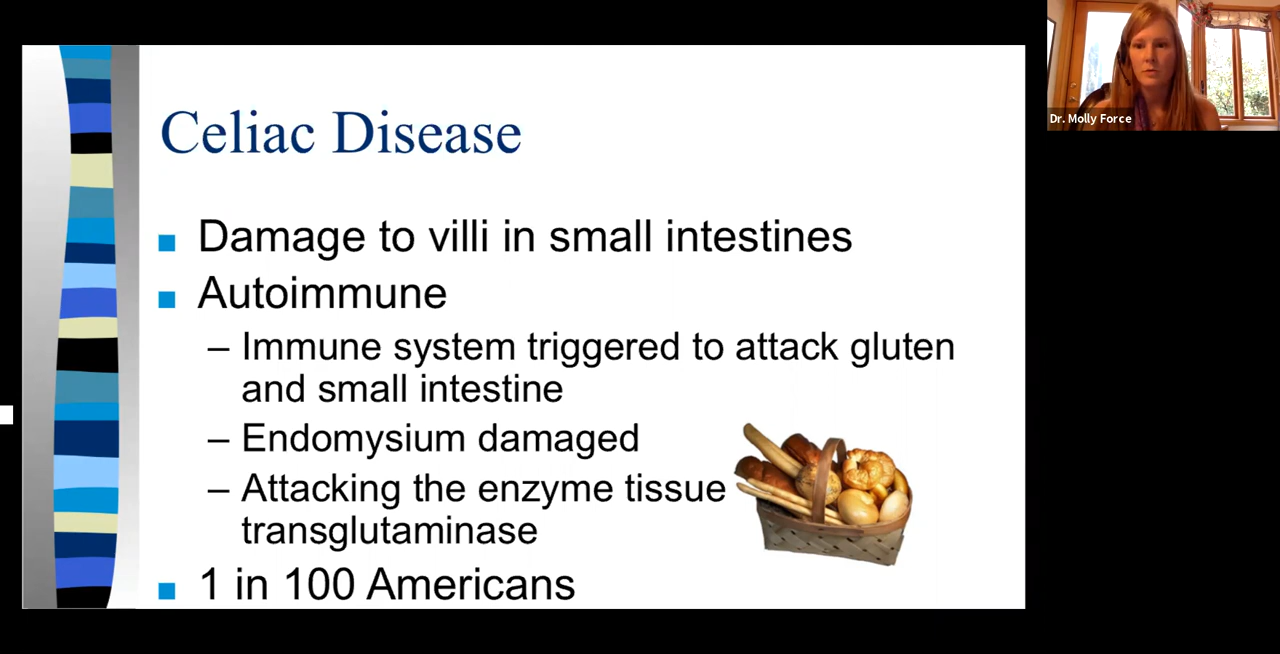 Celiac Disease
Damage to villi in small intestines
Autoimmune
– Immune system triggered to attack gluten
and small intestine
– Endomysium damaged
– Attacking the enzyme tissue
transglutaminase
1 in 100 Americans
Dr. Molly Force